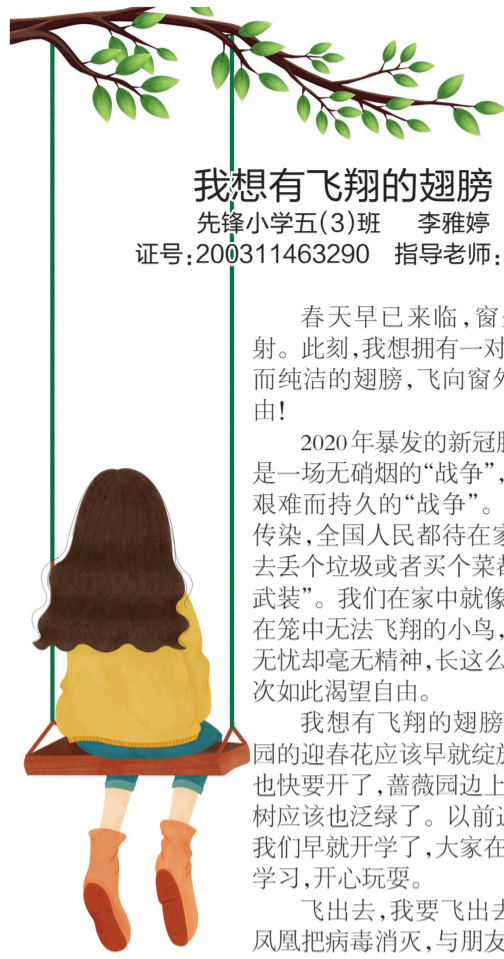 我想有飞翔的翅膀
先锋小学五(3)班 李雅婷
证号:200311463290 指导老师:
春天早已来临,窗
射。此刻,我想拥有一对
而纯洁的翅膀,飞向窗外
由!
2020年暴发的新冠肺
是一场无硝烟的“战争”,
艰难而持久的“战争”。
传染,全国人民都待在家
去丢个垃圾或者买个菜都
武装”。我们在家中就像
在笼中无法飞翔的小鸟,
无忧却毫无精神,长这么
次如此渴望自由。
我想有飞翔的翅膀
园的迎春花应该早就绽放
也快要开了,蔷薇园边上
树应该也泛绿了。以前这
我们早就开学了,大家在
学习,开心玩耍。
飞出去,我要飞出去
凤凰把病毒消灭,与朋友